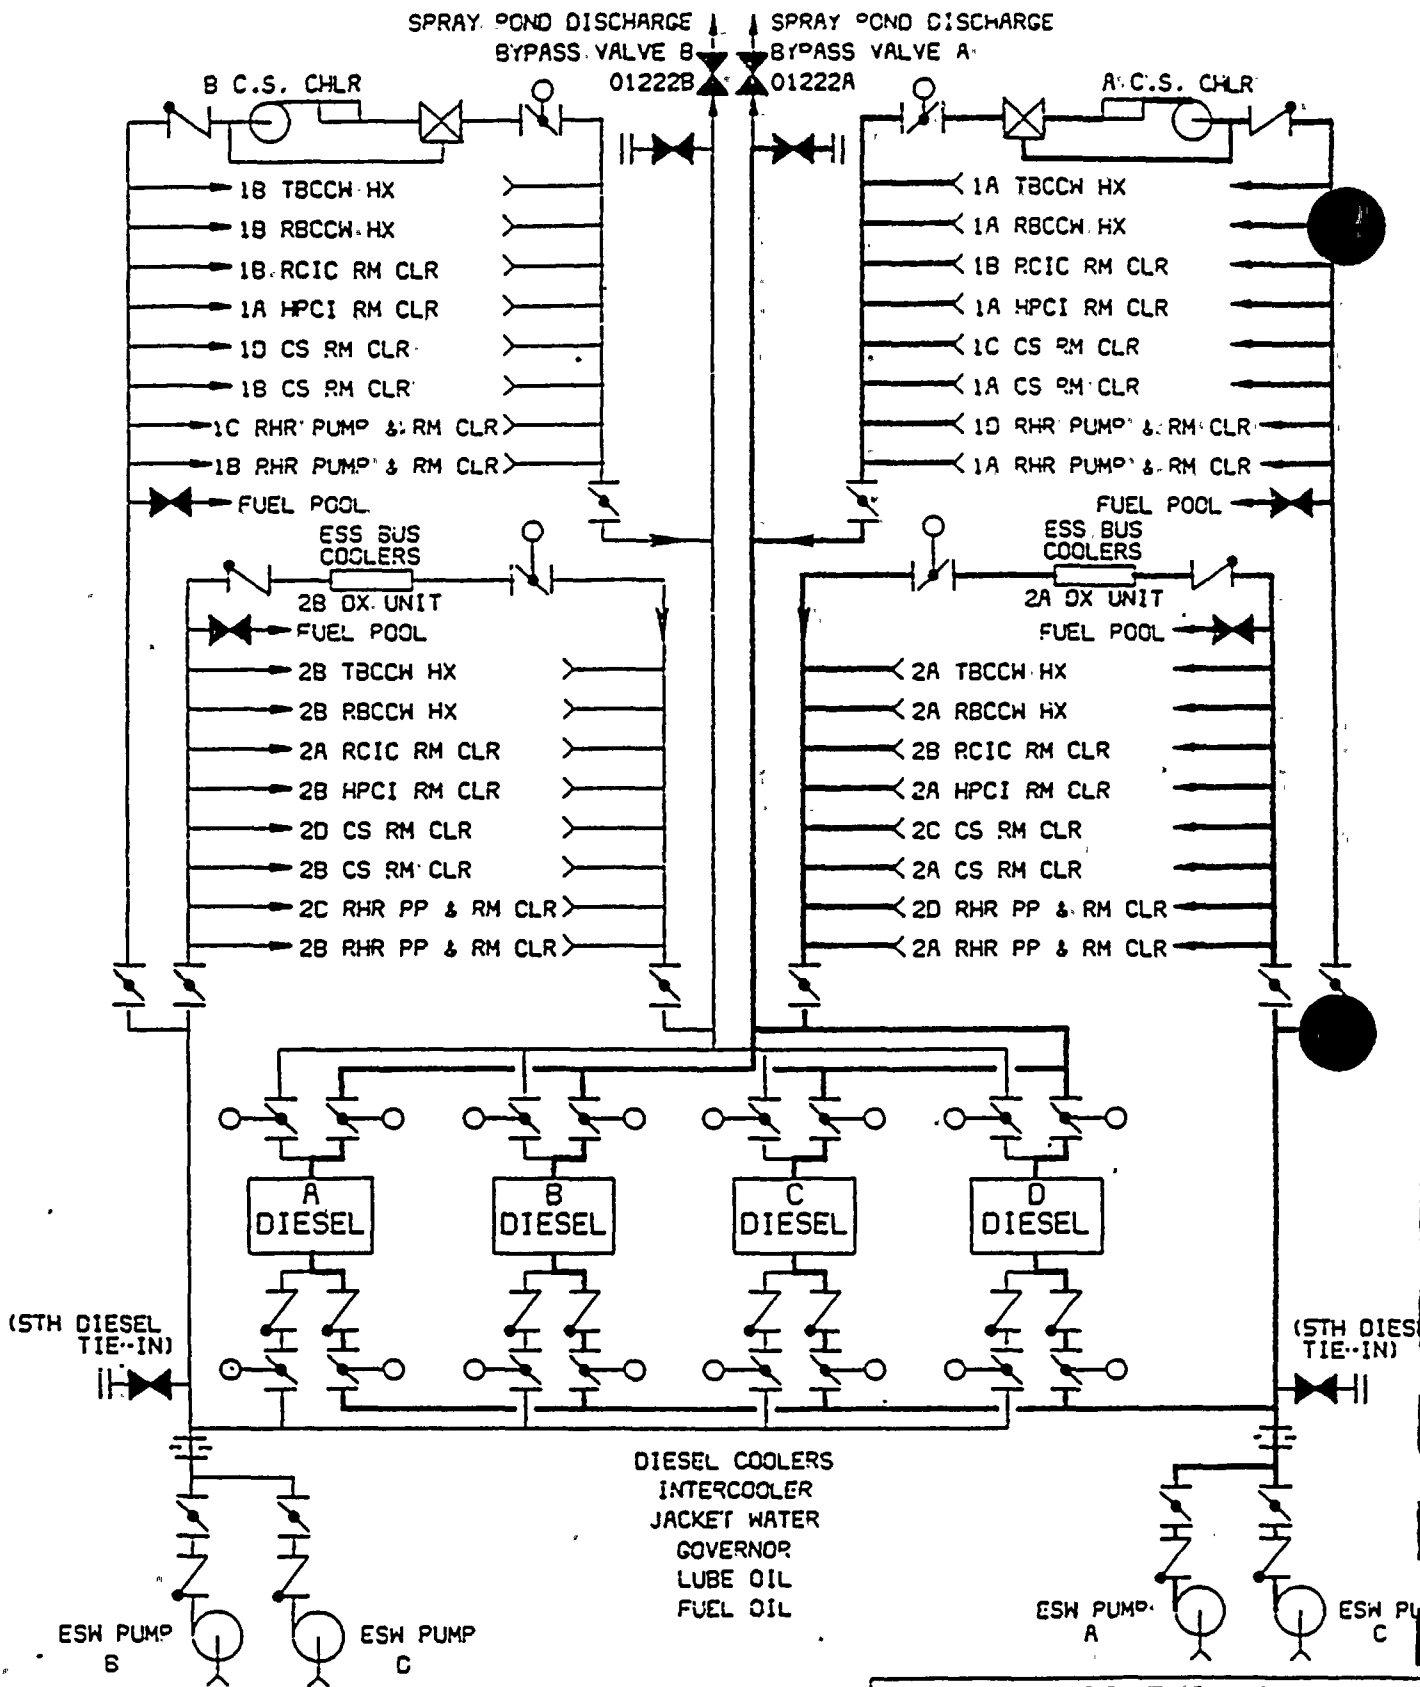 SPRAY POND DISCHARGE
BYPASS VALVE B
01222B
SPRAY POND DISCHARGE
BYPASS VALVE A
01222A
B C.S. CHLR
1B TBCCW HX
1B RBCCW HX
1B RCIC RM CLR
1A HPCI RM CLR
1D CS RM CLR
1B CS RM CLR
1C RHR PUMP & RM CLR
1B RHR PUMP & RM CLR
FUEL POOL
A C.S. CHLR
1A TBCCW HX
1A RBCCW HX
1B RCIC RM CLR
1A HPCI RM CLR
1C CS RM CLR
1A CS RM CLR
1D RHR PUMP & RM CLR
1A RHR PUMP & RM CLR
FUEL POOL
ESS BUS
COOLERS
2B DX UNIT
FUEL POOL
2B TBCCW HX
2B RBCCW HX
2A RCIC RM CLR
2B HPCI RM CLR
2D CS RM CLR
2B CS RM CLR
2C RHR PP & RM CLR
2B RHR PP & RM CLR
ESS BUS
COOLERS
2A DX UNIT
FUEL POOL
2A TBCCW HX
2A RBCCW HX
2B RCIC RM CLR
2A HPCI RM CLR
2C CS RM CLR
2A CS RM CLR
2D RHR PP & RM CLR
2A RHR PP & RM CLR
A
DIESEL
B
DIESEL
C
DIESEL
D
DIESEL
(5TH DIESEL
TIE-IN)
(5TH DIES
TIE-IN)
DIESEL COOLERS
INTERCOOLER
JACKET WATER
GOVERNOR
LUBE OIL
FUEL OIL
ESW PUMP
B
ESW PUMP
ESW PUMP
A
ESW PU
C